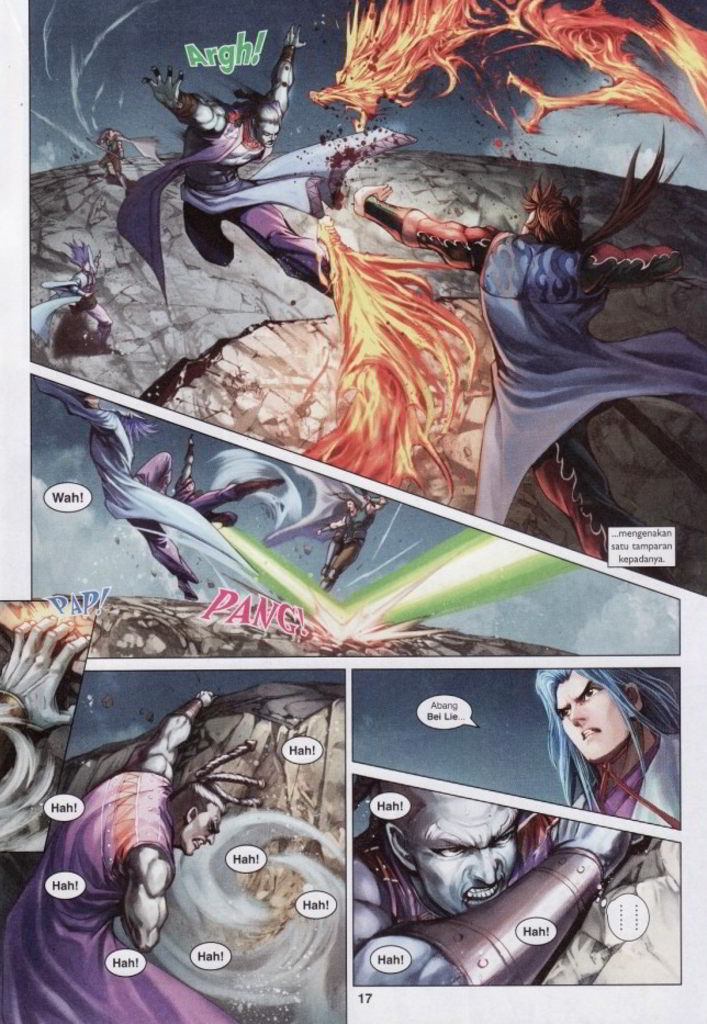 Argh!
...mengenakan
satu tamparan
kepadanya.
Wah!
PAP!
PANG!
Hah!
Hah!
Hah!
Hah!
Hah!
Hah!
Hah!
Abang
Bei Lie...
Hah!
Hah!
Hah!
17